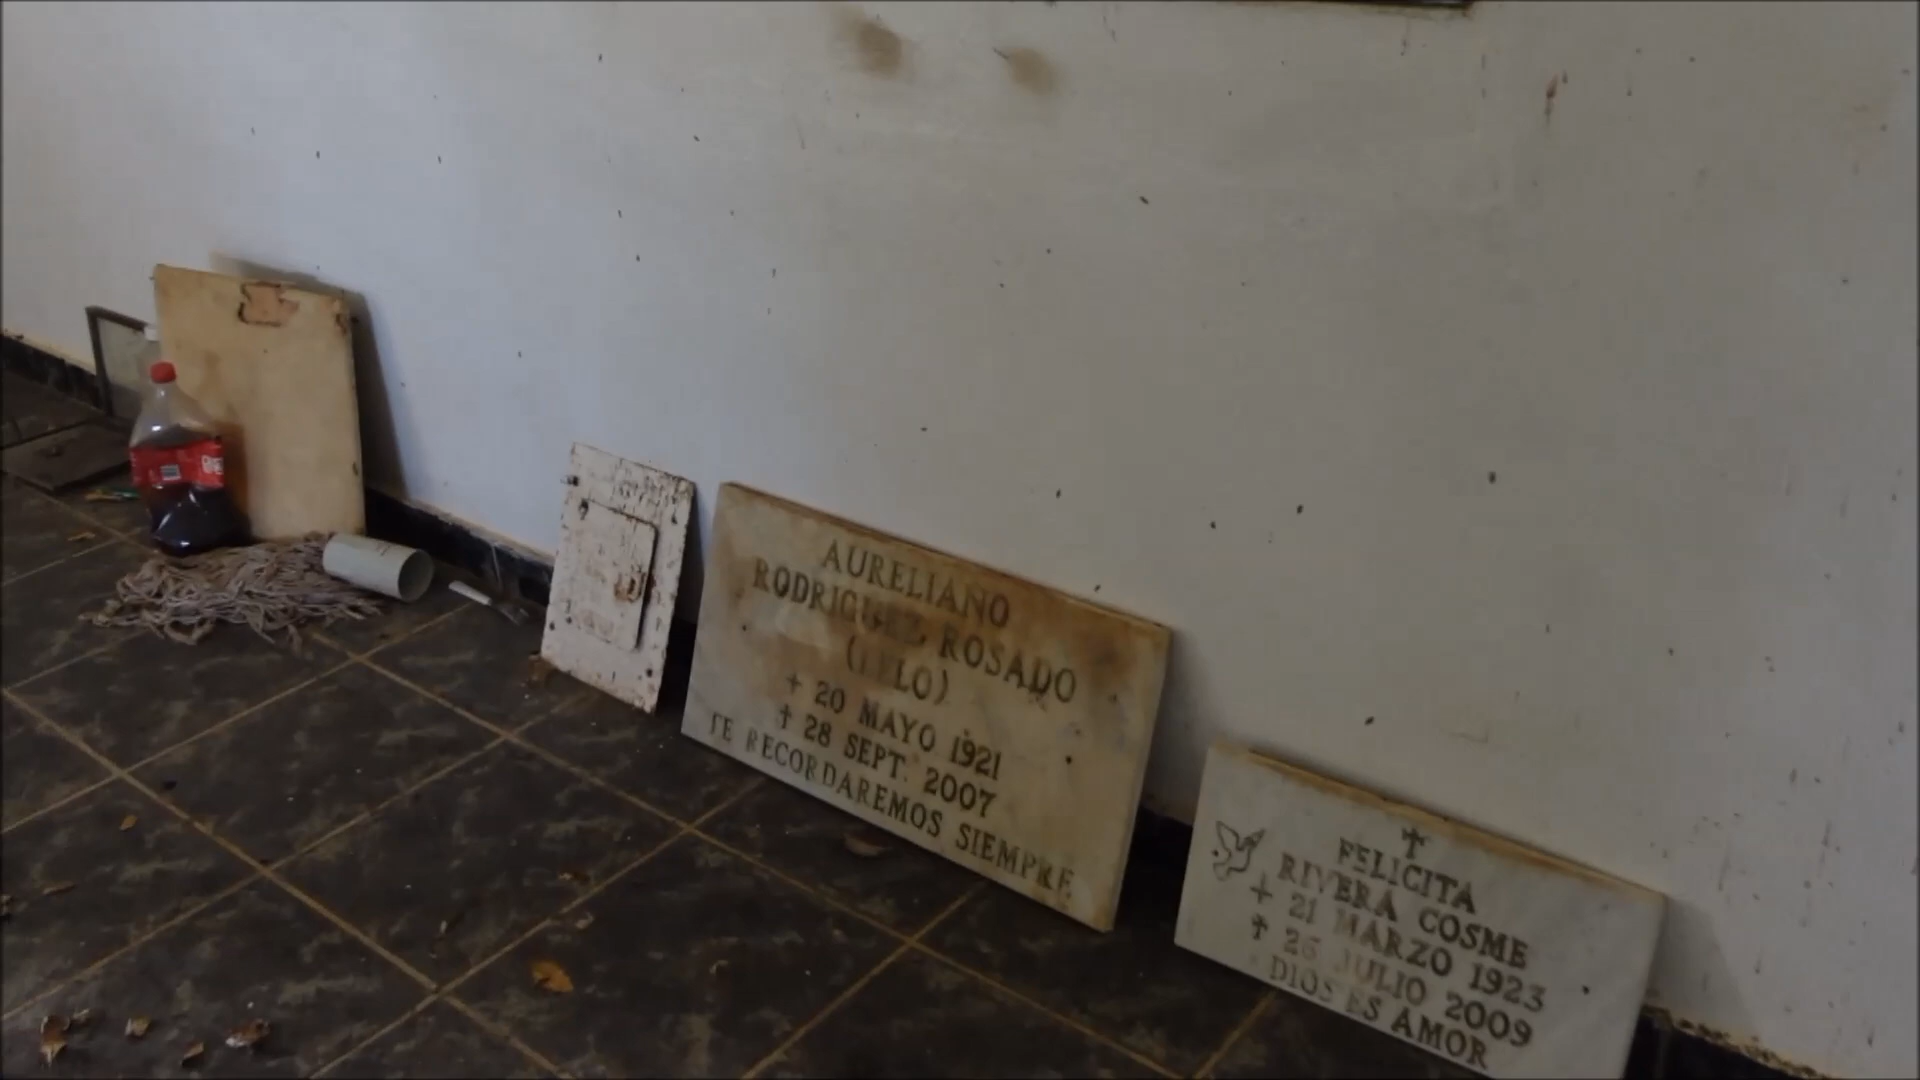 AURELIANO
RODRIGUEZ ROSADO
+ 20 MAYO 1921
✝ 28 SEPT. 2007
TE RECORDAREMOS SIEMPRE
✝
FELICITA
RIVERA COSME
+ 21 MARZO 1923
✝ 26 JULIO 2009
DIOS ES AMOR